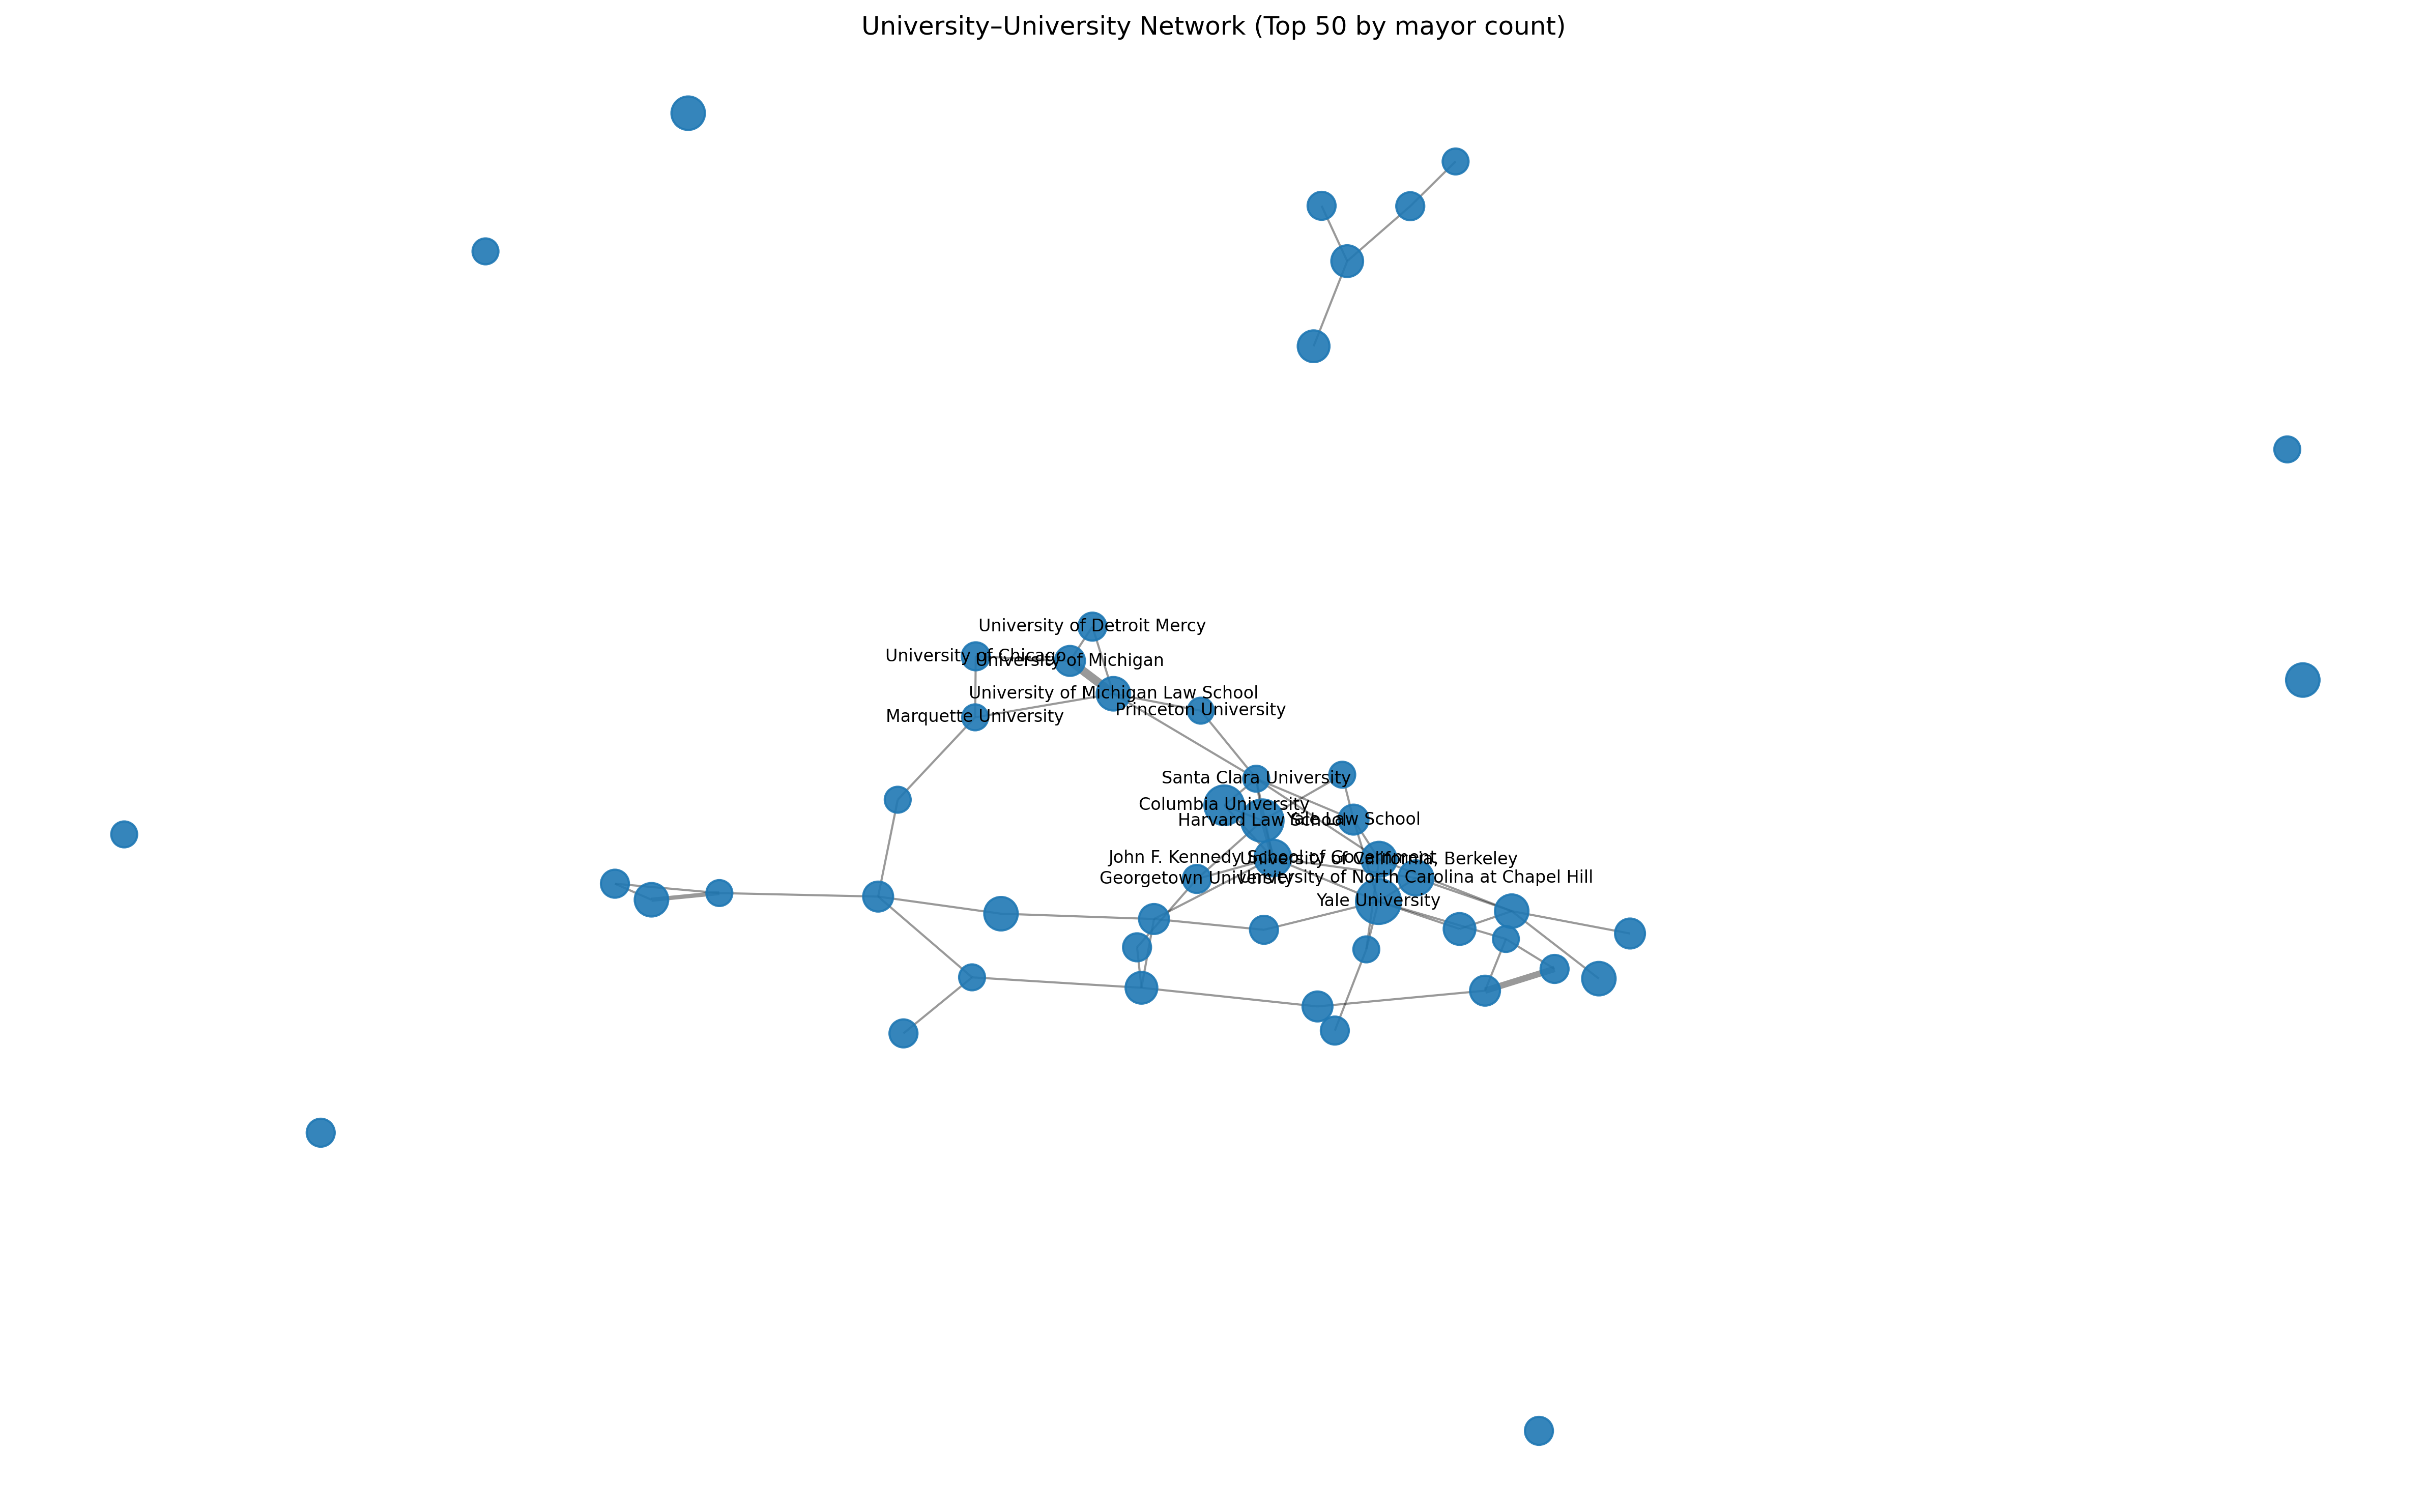 University–University Network (Top 50 by mayor count)
University of Detroit Mercy
University of Chicago
University of Michigan
University of Michigan Law School
Princeton University
Marquette University
Santa Clara University
Columbia University
Harvard Law School
Yale Law School
John F. Kennedy School of Government
University of California, Berkeley
Georgetown University
University of North Carolina at Chapel Hill
Yale University